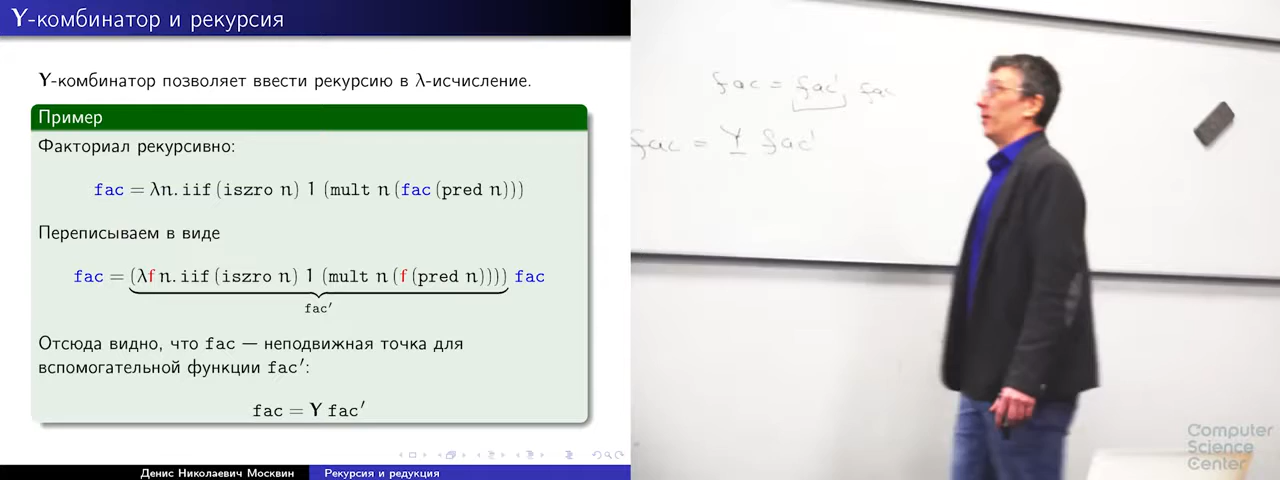 Y-комбинатор и рекурсия
Y-комбинатор позволяет ввести рекурсию в λ-исчисление.
Пример
Факториал рекурсивно:
fac = λn. iif (iszro n) 1 (mult n (fac (pred n)))
Переписываем в виде
fac = (λf n. iif (iszro n) 1 (mult n (f (pred n)))) fac
fac′
Отсюда видно, что fac — неподвижная точка для
вспомогательной функции fac′:
fac = Y fac′
Денис Николаевич Москвин
Рекурсия и редукция
fac = fac′ fac
fac = Y fac′
Computer
Science
Center